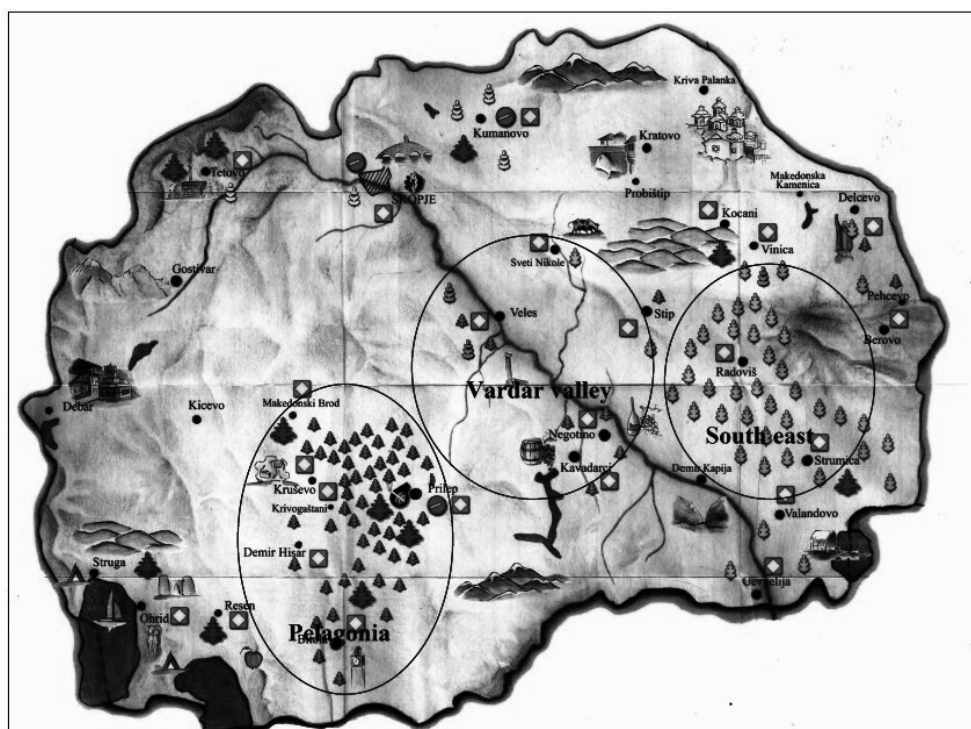 Kriva Palanka
Kumanovo
Kratovo
Tetovo
Probištip
Makedonska
Kamenica
Delcevo
SKOPJE
Kocani
Vinica
Sveti Nikole
Gostivar
Pehcevo
Veles
Stip
Berovo
Radoviš
Vardar valley
Debar
Kicevo
Makedonski Brod
Negotino
South east
Kavadarci
Strumica
Demir Kapija
Kruševo
Prilep
Krivogaštani
Valandovo
Demir Hisar
Struga
Gevgelija
Ohrid
Resen
Pelagonia
Bitola